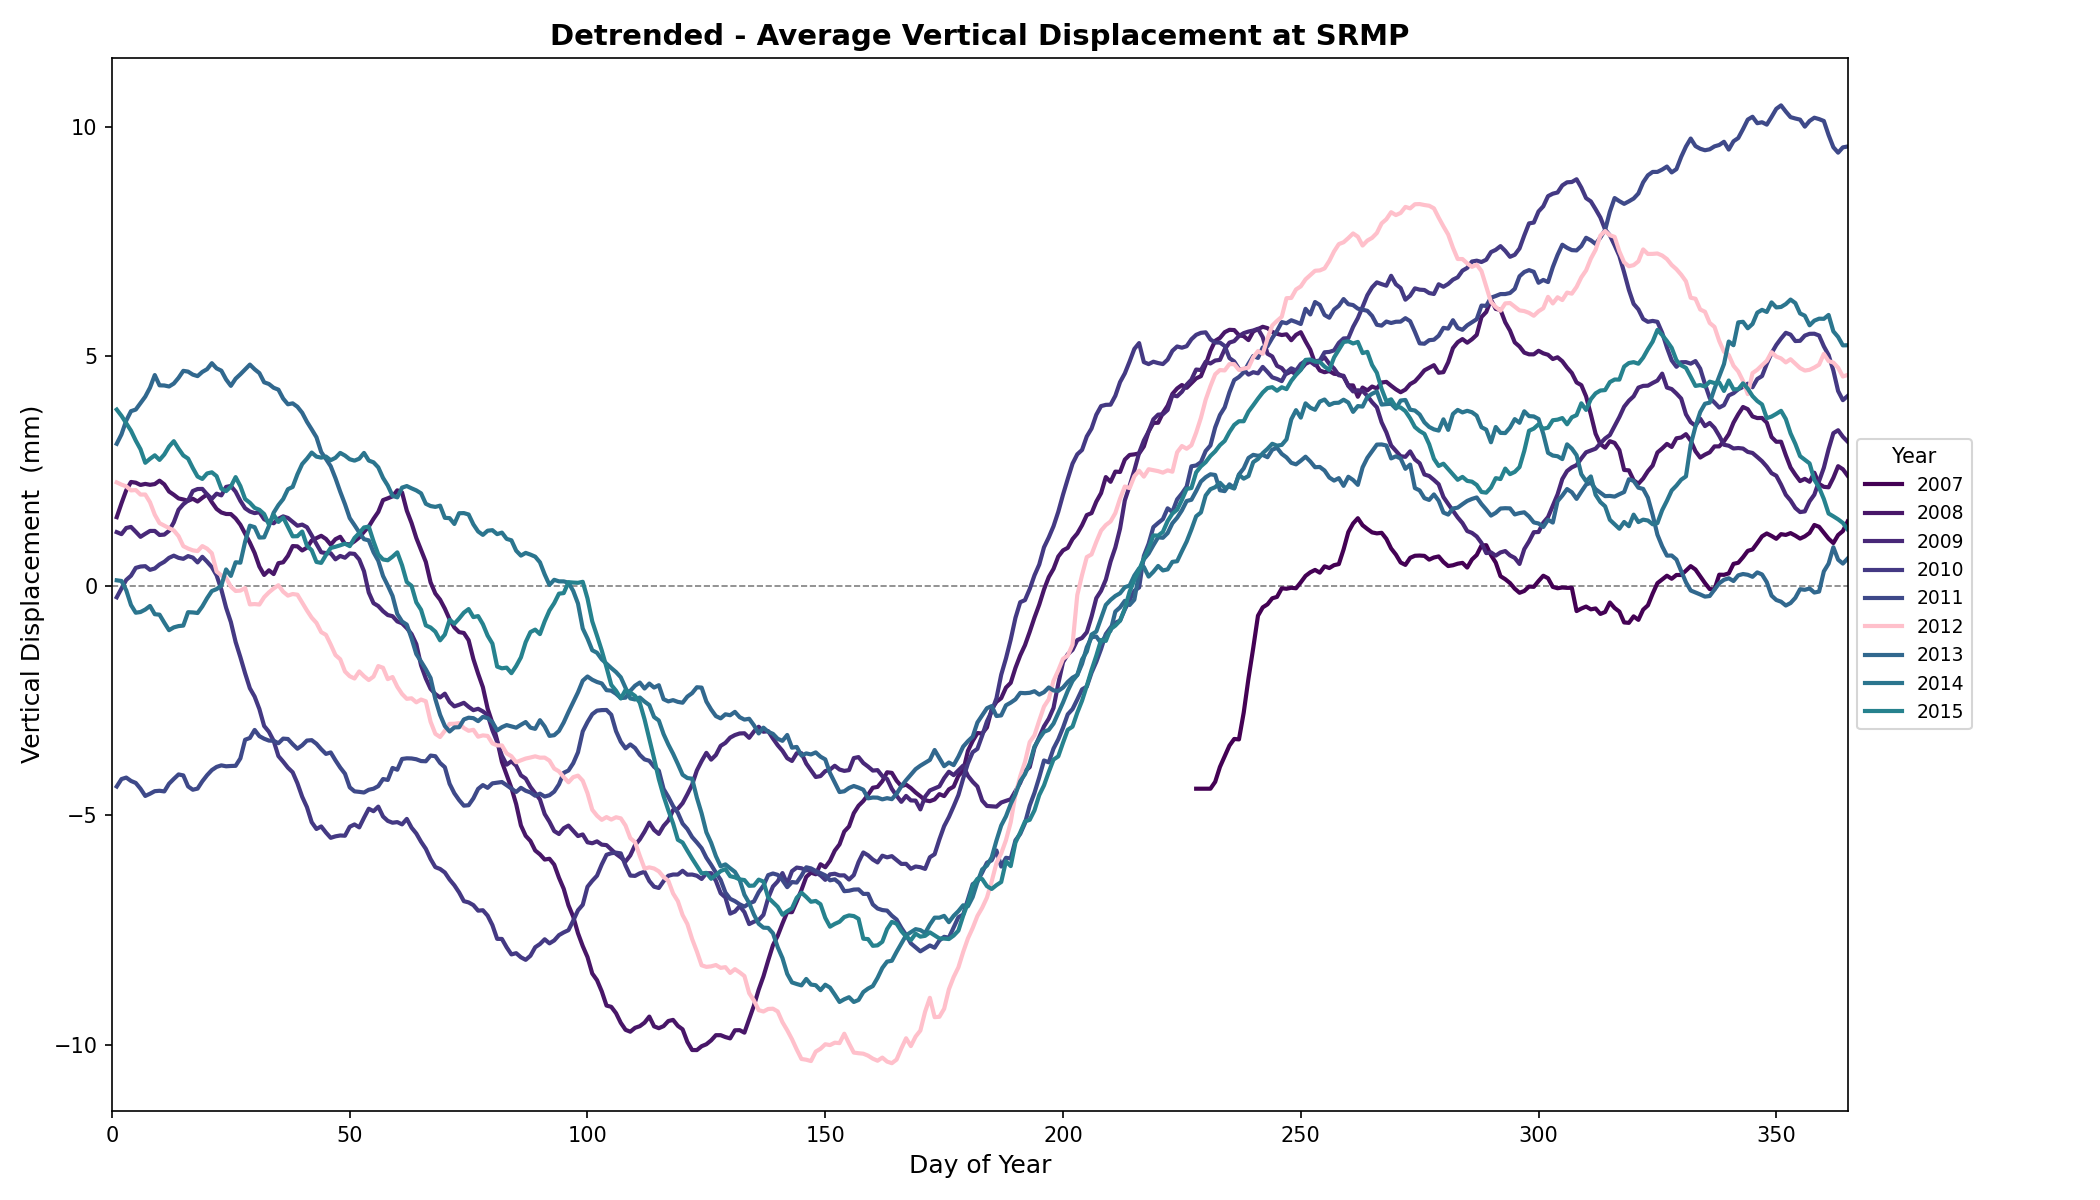 Detrended - Average Vertical Displacement at SRMP
Vertical Displacement  (mm)
10
5
0
−5
−10
0 50 100 150 200 250 300 350
Day of Year
Year
2007
2008
2009
2010
2011
2012
2013
2014
2015